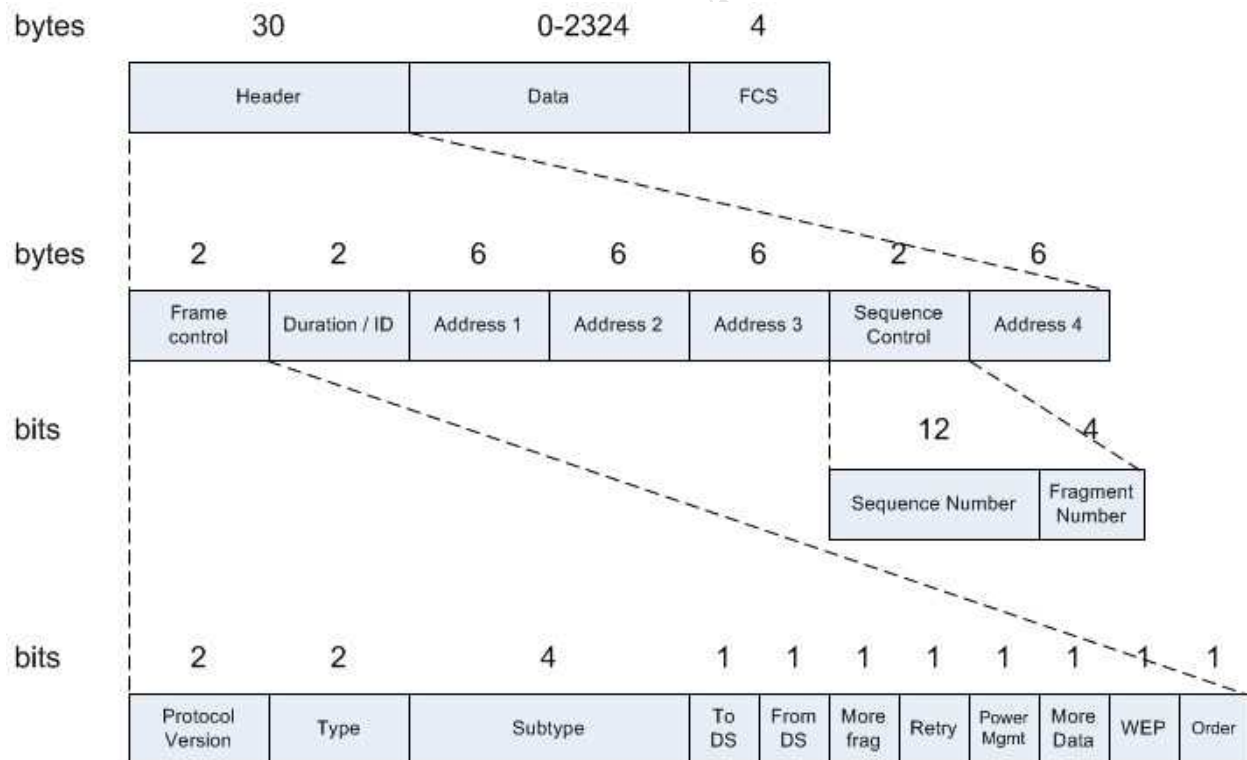 bytes 30 0-2324 4
Header Data FCS
bytes 2 2 6 6 6 2 6
Frame control Duration / ID Address 1 Address 2 Address 3 Sequence Control Address 4
bits 12 4
Sequence Number Fragment Number
bits 2 2 4 1 1 1 1 1 1 1 1
Protocol Version Type Subtype To DS From DS More frag Retry Power Mgmt More Data WEP Order